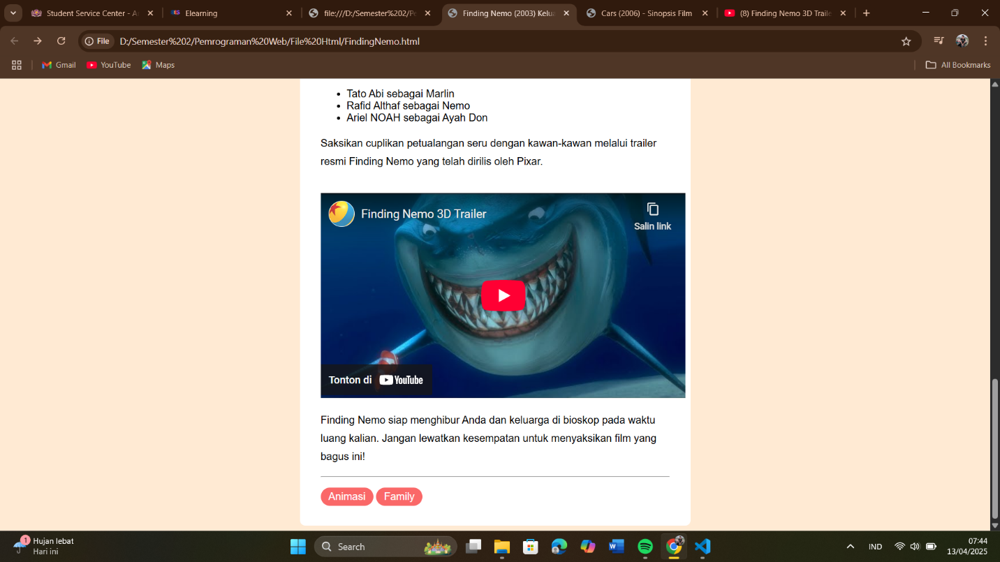 Student Service Center - Ar
Elearning
file:///D:/Semester%202/Pe
Finding Nemo (2003) Kelua
Cars (2006) - Sinopsis Film
(8) Finding Nemo 3D Traile
File
D:/Semester%202/Pemrograman%20Web/File%20Html/FindingNemo.html
Gmail
YouTube
Maps
All Bookmarks
Tato Abi sebagai Marlin
Rafid Althaf sebagai Nemo
Ariel NOAH sebagai Ayah Don
Saksikan cuplikan petualangan seru dengan kawan-kawan melalui trailer
resmi Finding Nemo yang telah dirilis oleh Pixar.
Finding Nemo 3D Trailer
Salin link
Tonton di YouTube
Finding Nemo siap menghibur Anda dan keluarga di bioskop pada waktu
luang kalian. Jangan lewatkan kesempatan untuk menyaksikan film yang
bagus ini!
Animasi Family
1
Hujan lebat
Hari ini
Search
IND
07:44
13/04/2025